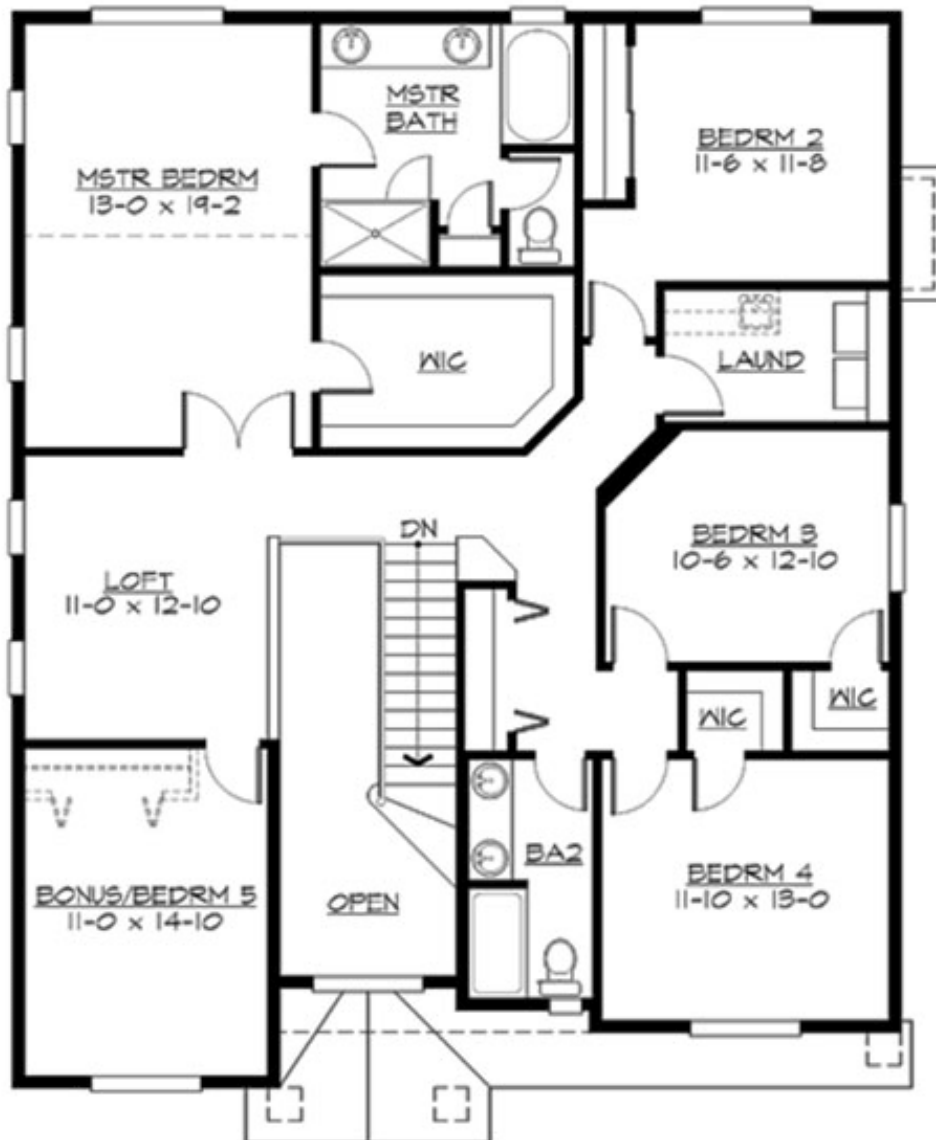 MSTR
BATH
BEDRM 2
11-6 x 11-8
MSTR BEDRM
13-0 x 19-2
WIC
LAUND
DN
BEDRM 3
10-6 x 12-10
LOFT
11-0 x 12-10
WIC
WIC
BA2
BEDRM 4
11-10 x 13-0
BONUS/BEDRM 5
11-0 x 14-10
OPEN